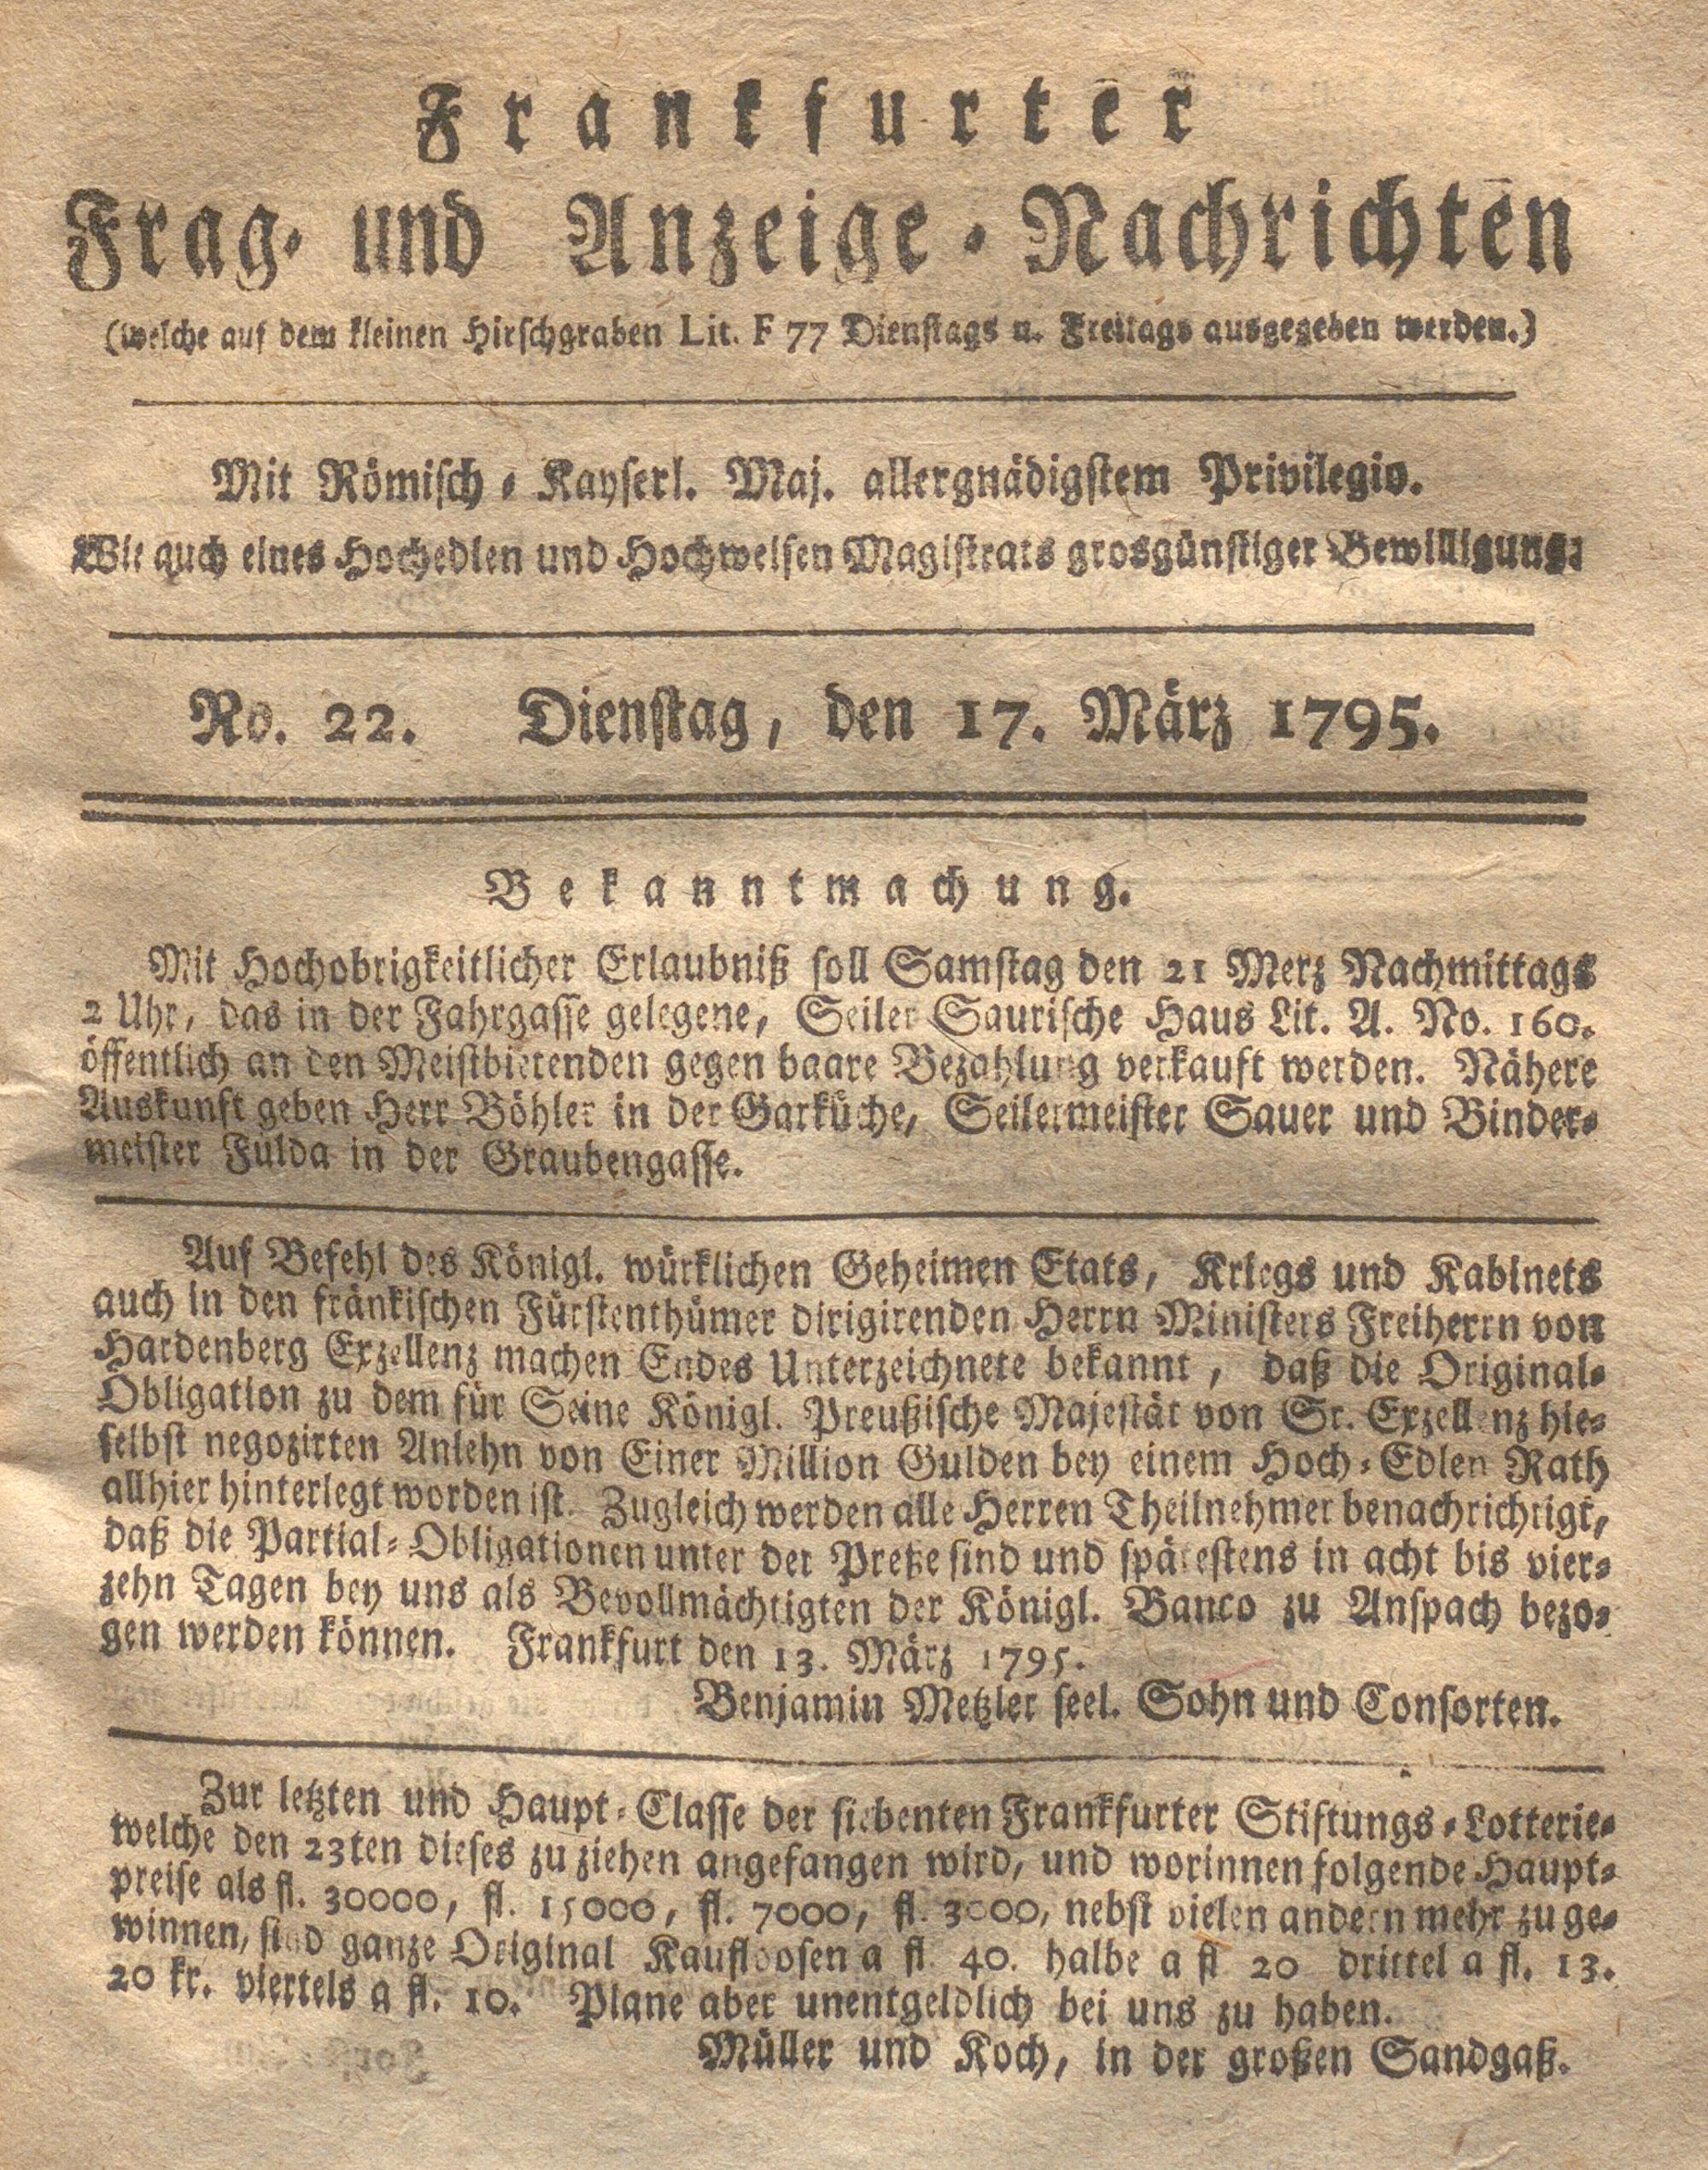 Frankfurter
Frag- und Anzeige-Nachrichten
(welche auf dem kleinen Hirschgraben Lit. F 77 Dienstags u. Freitags ausgegeben werden.)
Mit Römisch-Kayserl. Maj. allergnädigstem Privilegio.
Wie auch eines Hochedlen und Hochweisen Magistrats grosgünstiger Bewilligung.
No. 22. Dienstag, den 17. März 1795.
Bekanntmachung.
Mit Hochobrigkeitlicher Erlaubniß soll Samstag den 21 Merz Nachmittags
2 Uhr, das in der Fahrgasse gelegene, Seiler Saurische Haus Lit. A. No. 160.
öffentlich an den Meistbietenden gegen baare Bezahlung verkauft werden. Nähere
Auskunft geben Herr Böhler in der Garküche, Seilermeister Sauer und Binder-
meister Fulda in der Graubengasse.
Auf Befehl des Königl. würklichen Geheimen Etats, Kriegs und Kabinets
auch in den fränkischen Fürstenthümer dirigirenden Herrn Ministers Freiherrn von
Hardenberg Exzellenz machen Endes Unterzeichnete bekannt, daß die Original-
Obligation zu dem für Seine Königl. Preußische Majestät von Sr. Exzellenz hie-
selbst negozirten Anlehn von Einer Million Gulden bey einem Hoch-Edlen Rath
allhier hinterlegt worden ist. Zugleich werden alle Herren Theilnehmer benachrichtigt,
daß die Partial-Obligationen unter der Preße sind und spätestens in acht bis vier-
zehn Tagen bey uns als Bevollmächtigten der Königl. Banco zu Anspach bezo-
gen werden können. Frankfurt den 13. März 1795.
Benjamin Metzler seel. Sohn und Consorten.
Zur letzten und Haupt-Classe der siebenten Frankfurter Stiftungs-Lotterie-
welche den 23ten dieses zu ziehen angefangen wird, und worinnen folgende Haupt-
preise als fl. 30000, fl. 15000, fl. 7000, fl. 3000, nebst vielen andern mehr zu ge-
winnen, sind ganze Original Kaufloosen a fl 40. halbe a fl 20 drittel a fl. 13.
20 kr. viertels a fl. 10. Plane aber unentgeldlich bei uns zu haben.
Müller und Koch, in der großen Sandgaß.